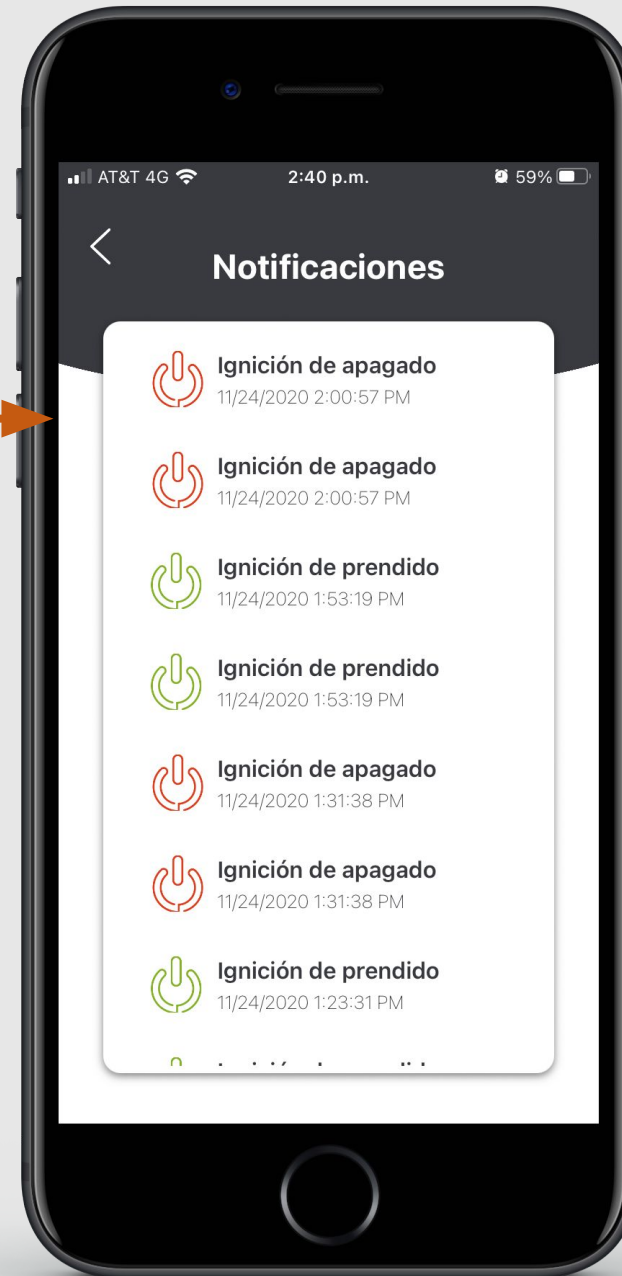 AT&T 4G 2:40 p.m. 59%
Notificaciones
Ignición de apagado
11/24/2020 2:00:57 PM
Ignición de apagado
11/24/2020 2:00:57 PM
Ignición de prendido
11/24/2020 1:53:19 PM
Ignición de prendido
11/24/2020 1:53:19 PM
Ignición de apagado
11/24/2020 1:31:38 PM
Ignición de apagado
11/24/2020 1:31:38 PM
Ignición de prendido
11/24/2020 1:23:31 PM